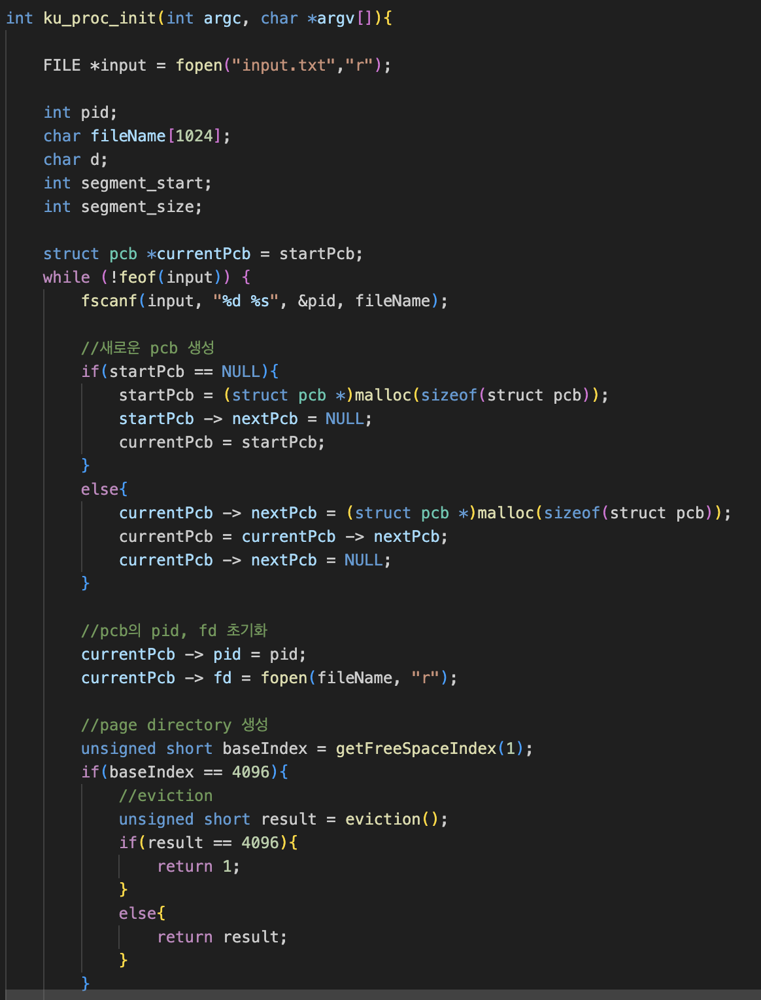 int ku_proc_init(int argc, char *argv[]){
FILE *input = fopen("input.txt","r");
int pid;
char fileName[1024];
char d;
int segment_start;
int segment_size;
struct pcb *currentPcb = startPcb;
while (!feof(input)) {
fscanf(input, "%d %s", &pid, fileName);
//새로운 pcb 생성
if(startPcb == NULL){
startPcb = (struct pcb *)malloc(sizeof(struct pcb));
startPcb -> nextPcb = NULL;
currentPcb = startPcb;
}
else{
currentPcb -> nextPcb = (struct pcb *)malloc(sizeof(struct pcb));
currentPcb = currentPcb -> nextPcb;
currentPcb -> nextPcb = NULL;
}
//pcb의 pid, fd 초기화
currentPcb -> pid = pid;
currentPcb -> fd = fopen(fileName, "r");
//page directory 생성
unsigned short baseIndex = getFreeSpaceIndex(1);
if(baseIndex == 4096){
//eviction
unsigned short result = eviction();
if(result == 4096){
return 1;
}
else{
return result;
}
}